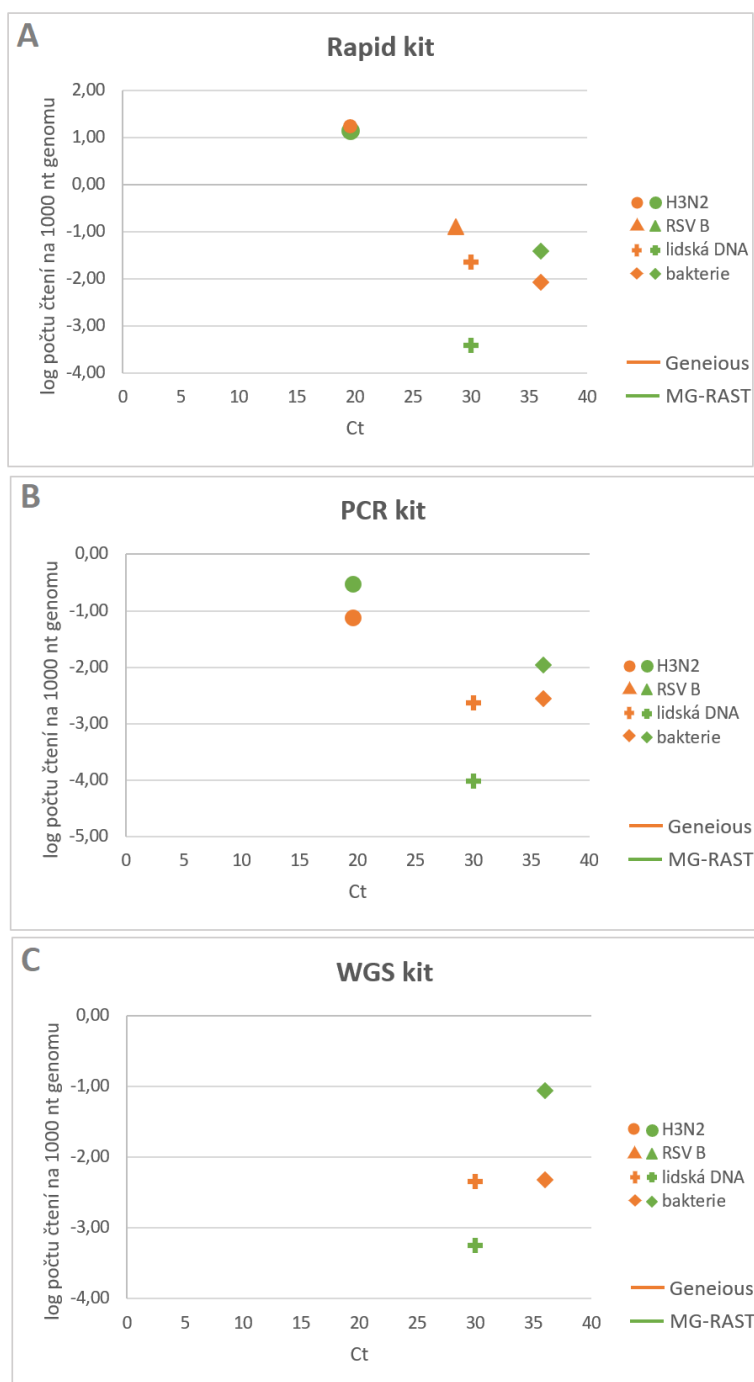 A
Rapid kit
log počtu čtení na 1000 nt genomu
2,00
1,00
0,00
-1,00
-2,00
-3,00
-4,00
0 5 10 15 20 25 30 35 40
Ct
H3N2
RSV B
lidská DNA
bakterie
Geneious
MG-RAST
B
PCR kit
log počtu čtení na 1000 nt genomu
0,00
-1,00
-2,00
-3,00
-4,00
-5,00
0 5 10 15 20 25 30 35 40
Ct
H3N2
RSV B
lidská DNA
bakterie
Geneious
MG-RAST
C
WGS kit
log počtu čtení na 1000 nt genomu
0,00
-1,00
-2,00
-3,00
-4,00
0 5 10 15 20 25 30 35 40
Ct
H3N2
RSV B
lidská DNA
bakterie
Geneious
MG-RAST